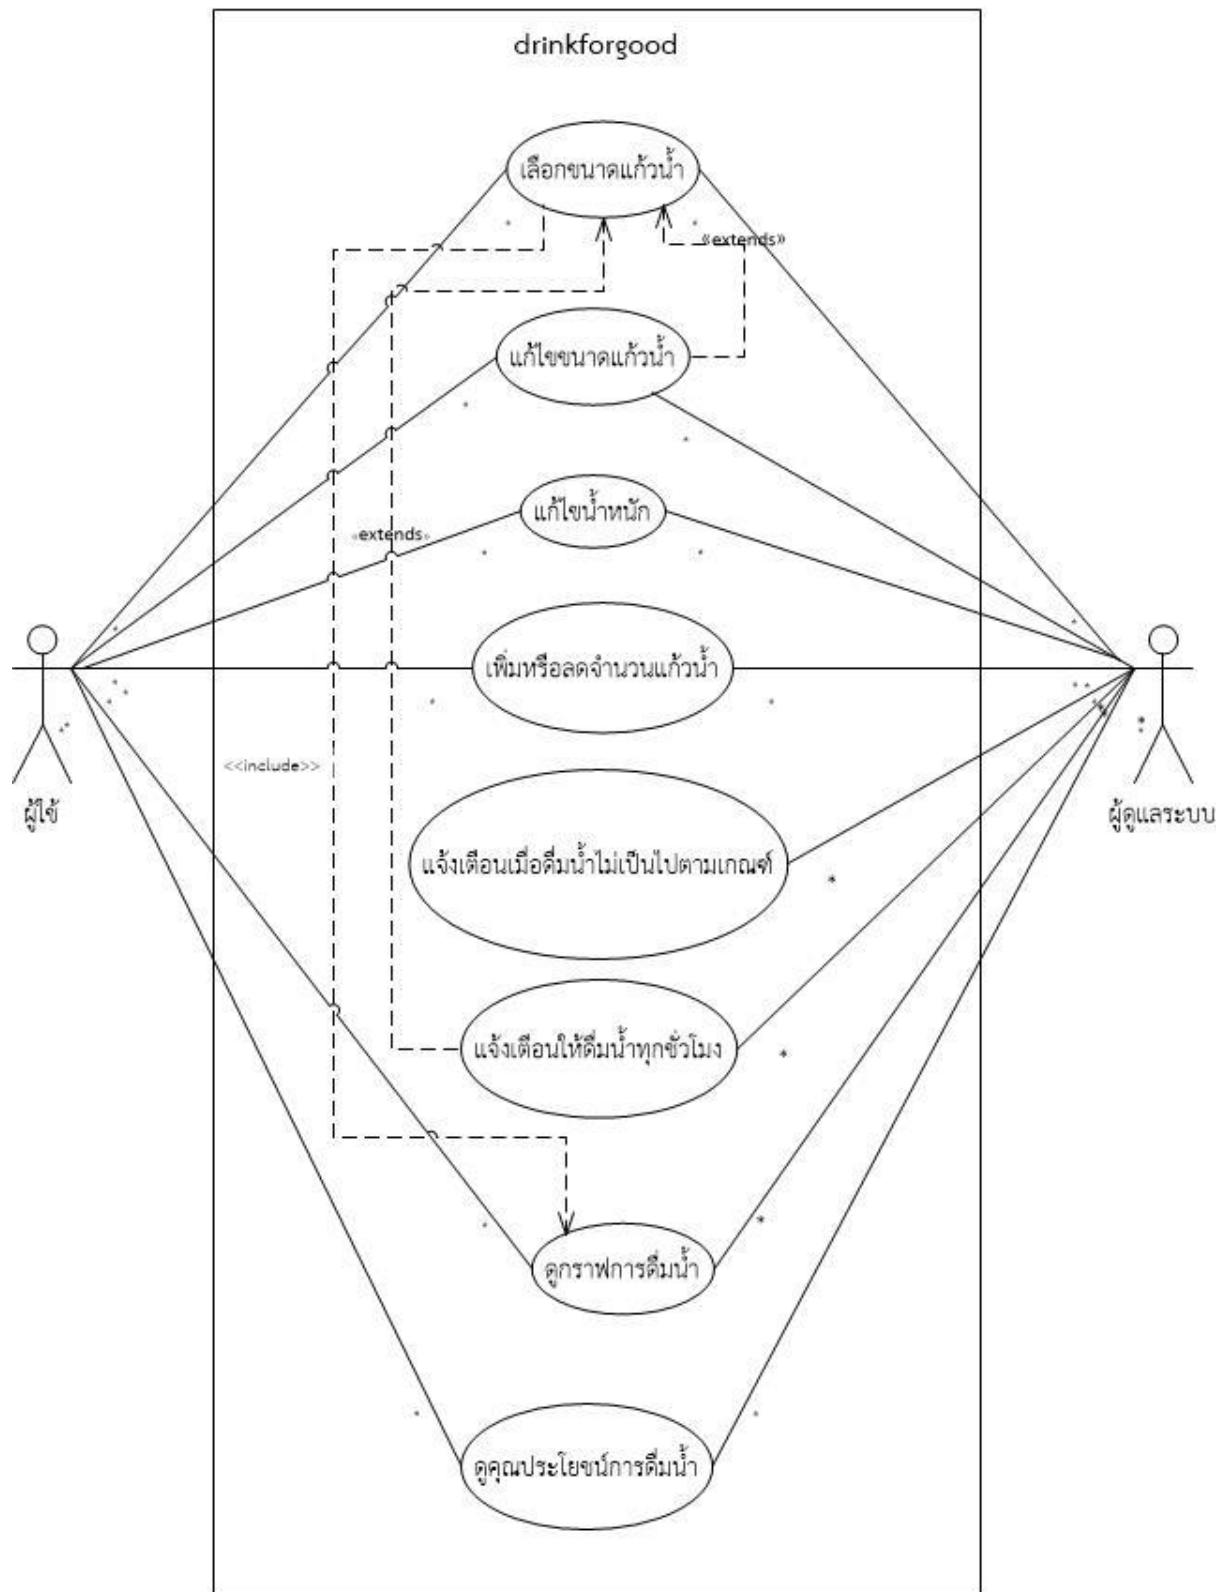 drinkforgood
เลือกขนาดแก้วน้ำ
«extends»
แก้ไขขนาดแก้วน้ำ
แก้ไขน้ำหนัก
«extends»
เพิ่มหรือลดจำนวนแก้วน้ำ
<<include>>
ผู้ใช้
ผู้ดูแลระบบ
แจ้งเตือนเมื่อดื่มน้ำไม่เป็นไปตามเกณฑ์
แจ้งเตือนให้ดื่มน้ำทุกชั่วโมง
ดูกราฟการดื่มน้ำ
ดูคุณประโยชน์การดื่มน้ำ